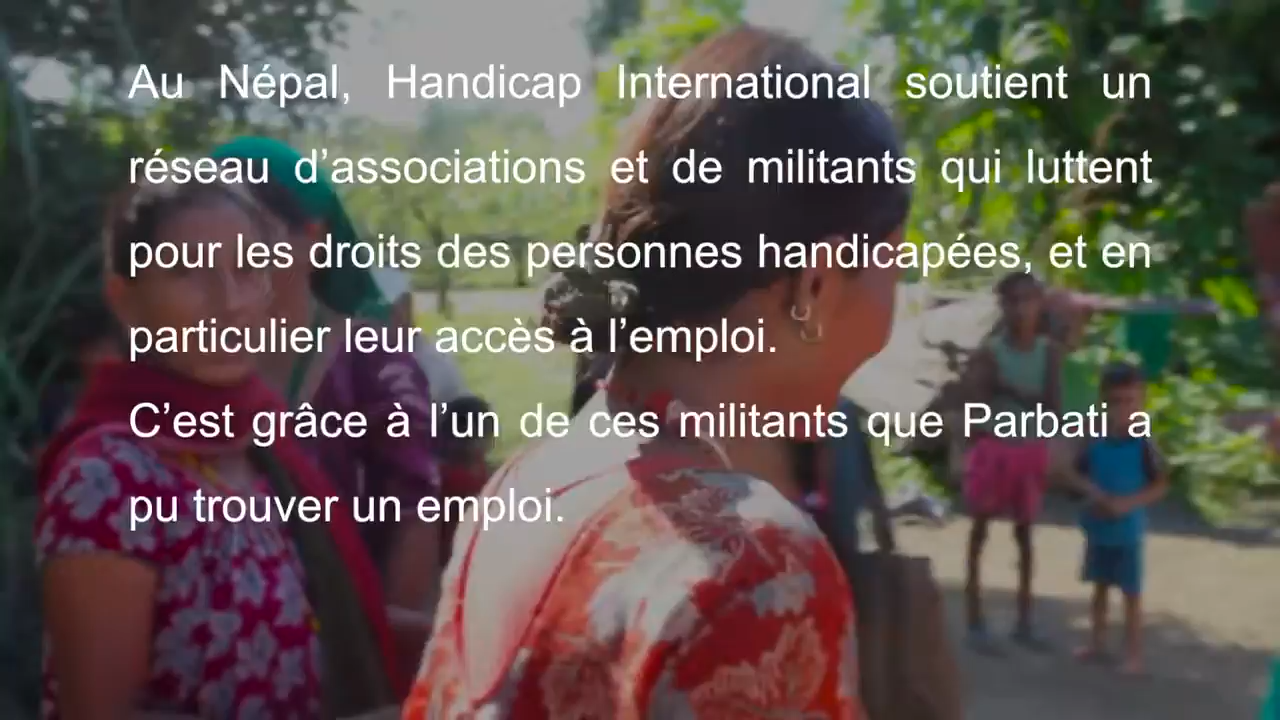 Au Népal, Handicap International soutient un
réseau d’associations et de militants qui luttent
pour les droits des personnes handicapées, et en
particulier leur accès à l’emploi.
C’est grâce à l’un de ces militants que Parbati a
pu trouver un emploi.